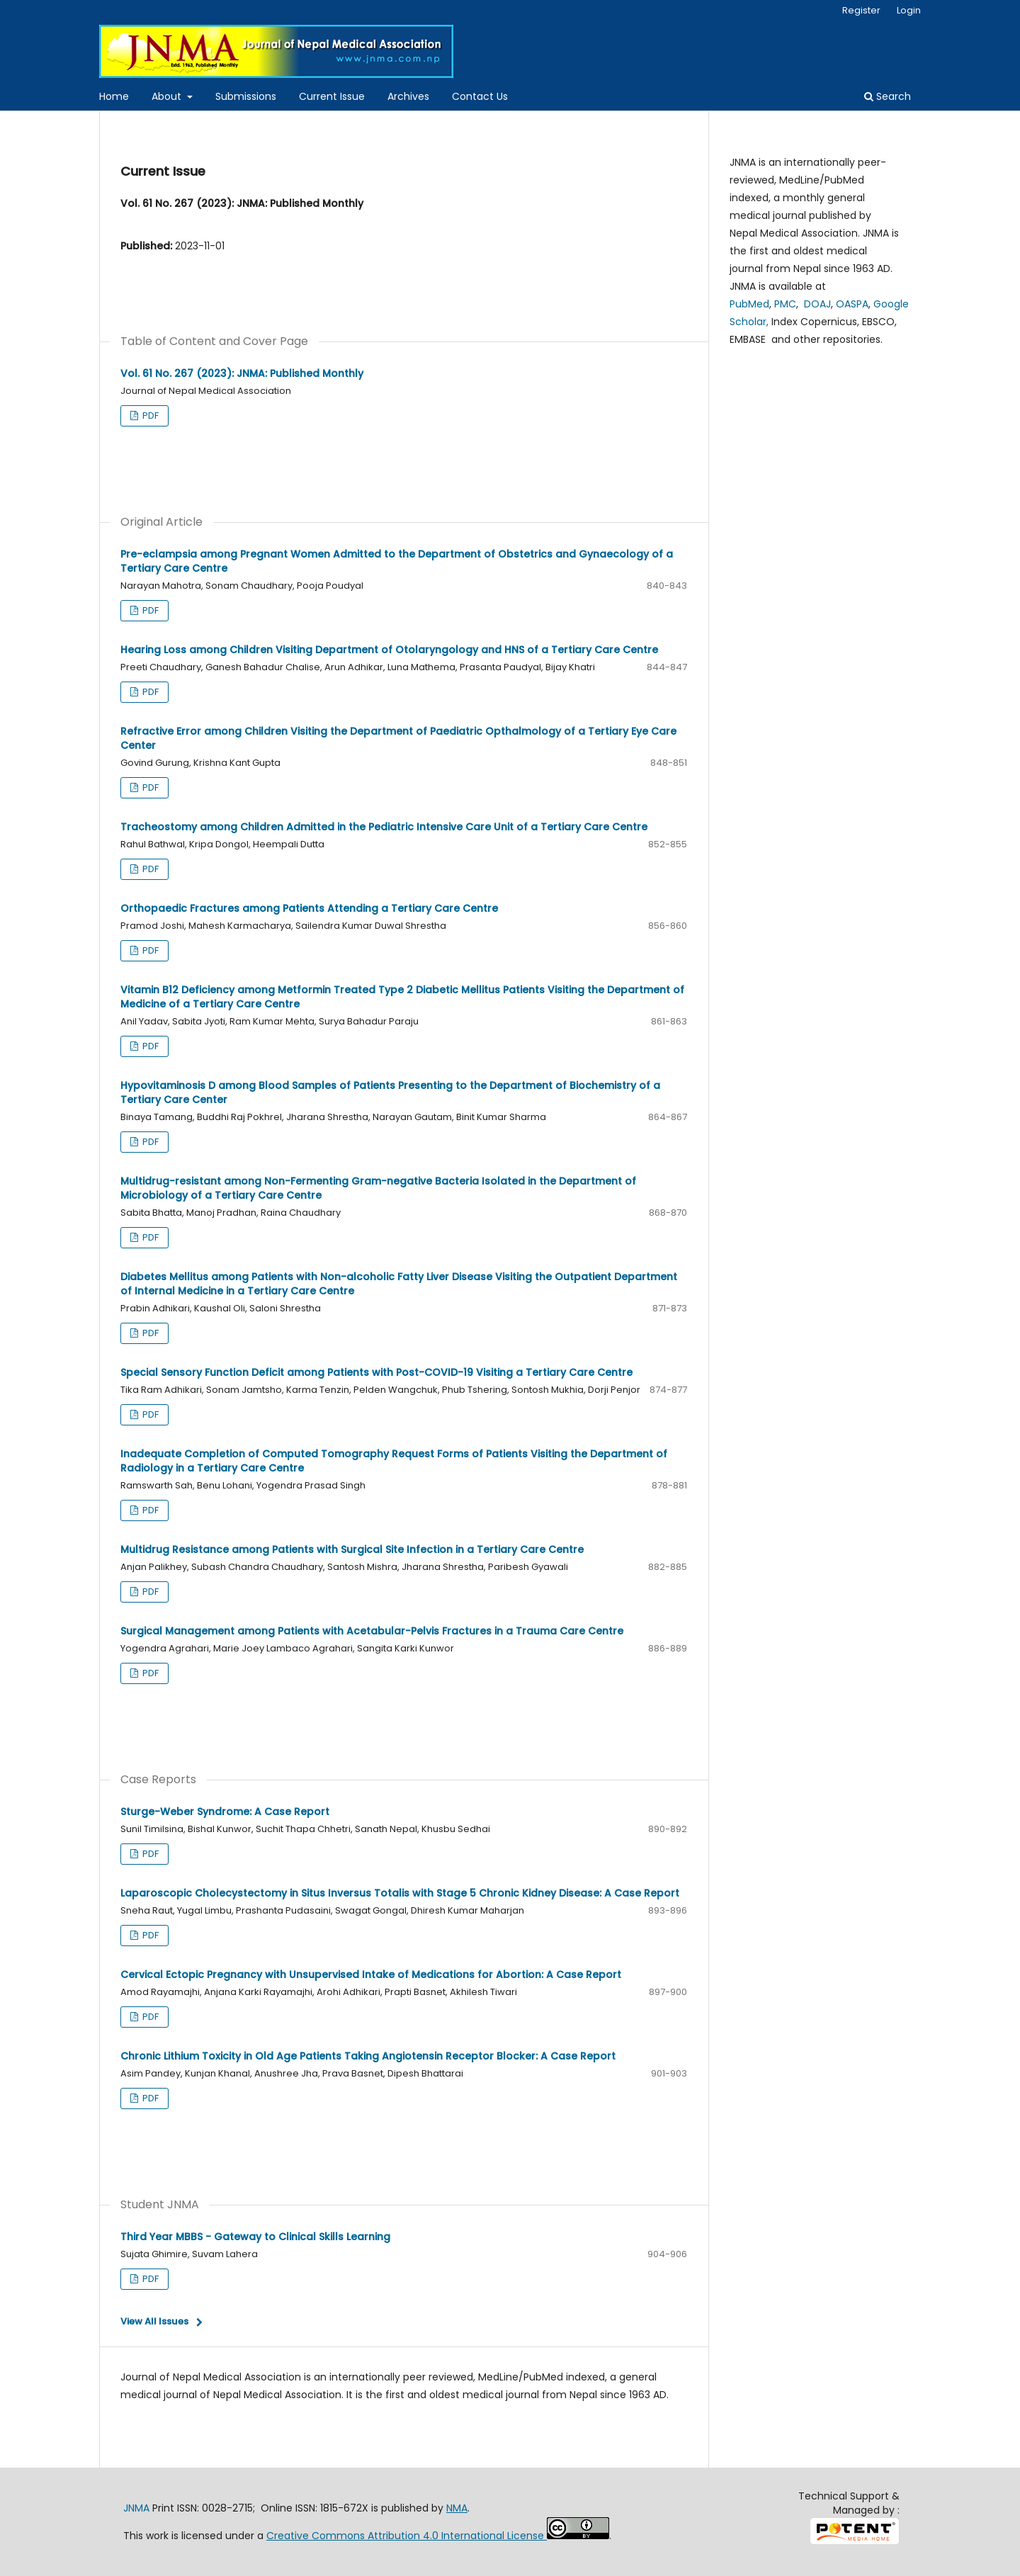 Register Login
JNMA Journal of Nepal Medical Association
Estd. 1963, Published Monthly
www.jnma.com.np
Home About Submissions Current Issue Archives Contact Us Search
Current Issue
Vol. 61 No. 267 (2023): JNMA: Published Monthly
Published: 2023-11-01
Table of Content and Cover Page
Vol. 61 No. 267 (2023): JNMA: Published Monthly
Journal of Nepal Medical Association
PDF
Original Article
Pre-eclampsia among Pregnant Women Admitted to the Department of Obstetrics and Gynaecology of a
Tertiary Care Centre
Narayan Mahotra, Sonam Chaudhary, Pooja Poudyal 840-843
PDF
Hearing Loss among Children Visiting Department of Otolaryngology and HNS of a Tertiary Care Centre
Preeti Chaudhary, Ganesh Bahadur Chalise, Arun Adhikar, Luna Mathema, Prasanta Paudyal, Bijay Khatri 844-847
PDF
Refractive Error among Children Visiting the Department of Paediatric Opthalmology of a Tertiary Eye Care
Center
Govind Gurung, Krishna Kant Gupta 848-851
PDF
Tracheostomy among Children Admitted in the Pediatric Intensive Care Unit of a Tertiary Care Centre
Rahul Bathwal, Kripa Dongol, Heempali Dutta 852-855
PDF
Orthopaedic Fractures among Patients Attending a Tertiary Care Centre
Pramod Joshi, Mahesh Karmacharya, Sailendra Kumar Duwal Shrestha 856-860
PDF
Vitamin B12 Deficiency among Metformin Treated Type 2 Diabetic Mellitus Patients Visiting the Department of
Medicine of a Tertiary Care Centre
Anil Yadav, Sabita Jyoti, Ram Kumar Mehta, Surya Bahadur Paraju 861-863
PDF
Hypovitaminosis D among Blood Samples of Patients Presenting to the Department of Biochemistry of a
Tertiary Care Center
Binaya Tamang, Buddhi Raj Pokhrel, Jharana Shrestha, Narayan Gautam, Binit Kumar Sharma 864-867
PDF
Multidrug-resistant among Non-Fermenting Gram-negative Bacteria Isolated in the Department of
Microbiology of a Tertiary Care Centre
Sabita Bhatta, Manoj Pradhan, Raina Chaudhary 868-870
PDF
Diabetes Mellitus among Patients with Non-alcoholic Fatty Liver Disease Visiting the Outpatient Department
of Internal Medicine in a Tertiary Care Centre
Prabin Adhikari, Kaushal Oli, Saloni Shrestha 871-873
PDF
Special Sensory Function Deficit among Patients with Post-COVID-19 Visiting a Tertiary Care Centre
Tika Ram Adhikari, Sonam Jamtsho, Karma Tenzin, Pelden Wangchuk, Phub Tshering, Sontosh Mukhia, Dorji Penjor 874-877
PDF
Inadequate Completion of Computed Tomography Request Forms of Patients Visiting the Department of
Radiology in a Tertiary Care Centre
Ramswarth Sah, Benu Lohani, Yogendra Prasad Singh 878-881
PDF
Multidrug Resistance among Patients with Surgical Site Infection in a Tertiary Care Centre
Anjan Palikhey, Subash Chandra Chaudhary, Santosh Mishra, Jharana Shrestha, Paribesh Gyawali 882-885
PDF
Surgical Management among Patients with Acetabular-Pelvis Fractures in a Trauma Care Centre
Yogendra Agrahari, Marie Joey Lambaco Agrahari, Sangita Karki Kunwor 886-889
PDF
Case Reports
Sturge-Weber Syndrome: A Case Report
Sunil Timilsina, Bishal Kunwor, Suchit Thapa Chhetri, Sanath Nepal, Khusbu Sedhai 890-892
PDF
Laparoscopic Cholecystectomy in Situs Inversus Totalis with Stage 5 Chronic Kidney Disease: A Case Report
Sneha Raut, Yugal Limbu, Prashanta Pudasaini, Swagat Gongal, Dhiresh Kumar Maharjan 893-896
PDF
Cervical Ectopic Pregnancy with Unsupervised Intake of Medications for Abortion: A Case Report
Amod Rayamajhi, Anjana Karki Rayamajhi, Arohi Adhikari, Prapti Basnet, Akhilesh Tiwari 897-900
PDF
Chronic Lithium Toxicity in Old Age Patients Taking Angiotensin Receptor Blocker: A Case Report
Asim Pandey, Kunjan Khanal, Anushree Jha, Prava Basnet, Dipesh Bhattarai 901-903
PDF
Student JNMA
Third Year MBBS - Gateway to Clinical Skills Learning
Sujata Ghimire, Suvam Lahera 904-906
PDF
View All Issues
Journal of Nepal Medical Association is an internationally peer reviewed, MedLine/PubMed indexed, a general
medical journal of Nepal Medical Association. It is the first and oldest medical journal from Nepal since 1963 AD.
JNMA is an internationally peer-
reviewed, MedLine/PubMed
indexed, a monthly general
medical journal published by
Nepal Medical Association. JNMA is
the first and oldest medical
journal from Nepal since 1963 AD.
JNMA is available at
PubMed, PMC, DOAJ, OASPA, Google
Scholar, Index Copernicus, EBSCO,
EMBASE and other repositories.
JNMA Print ISSN: 0028-2715; Online ISSN: 1815-672X is published by NMA.
This work is licensed under a Creative Commons Attribution 4.0 International License cc BY.
Technical Support &
Managed by :
POTENT
MEDIA HOME